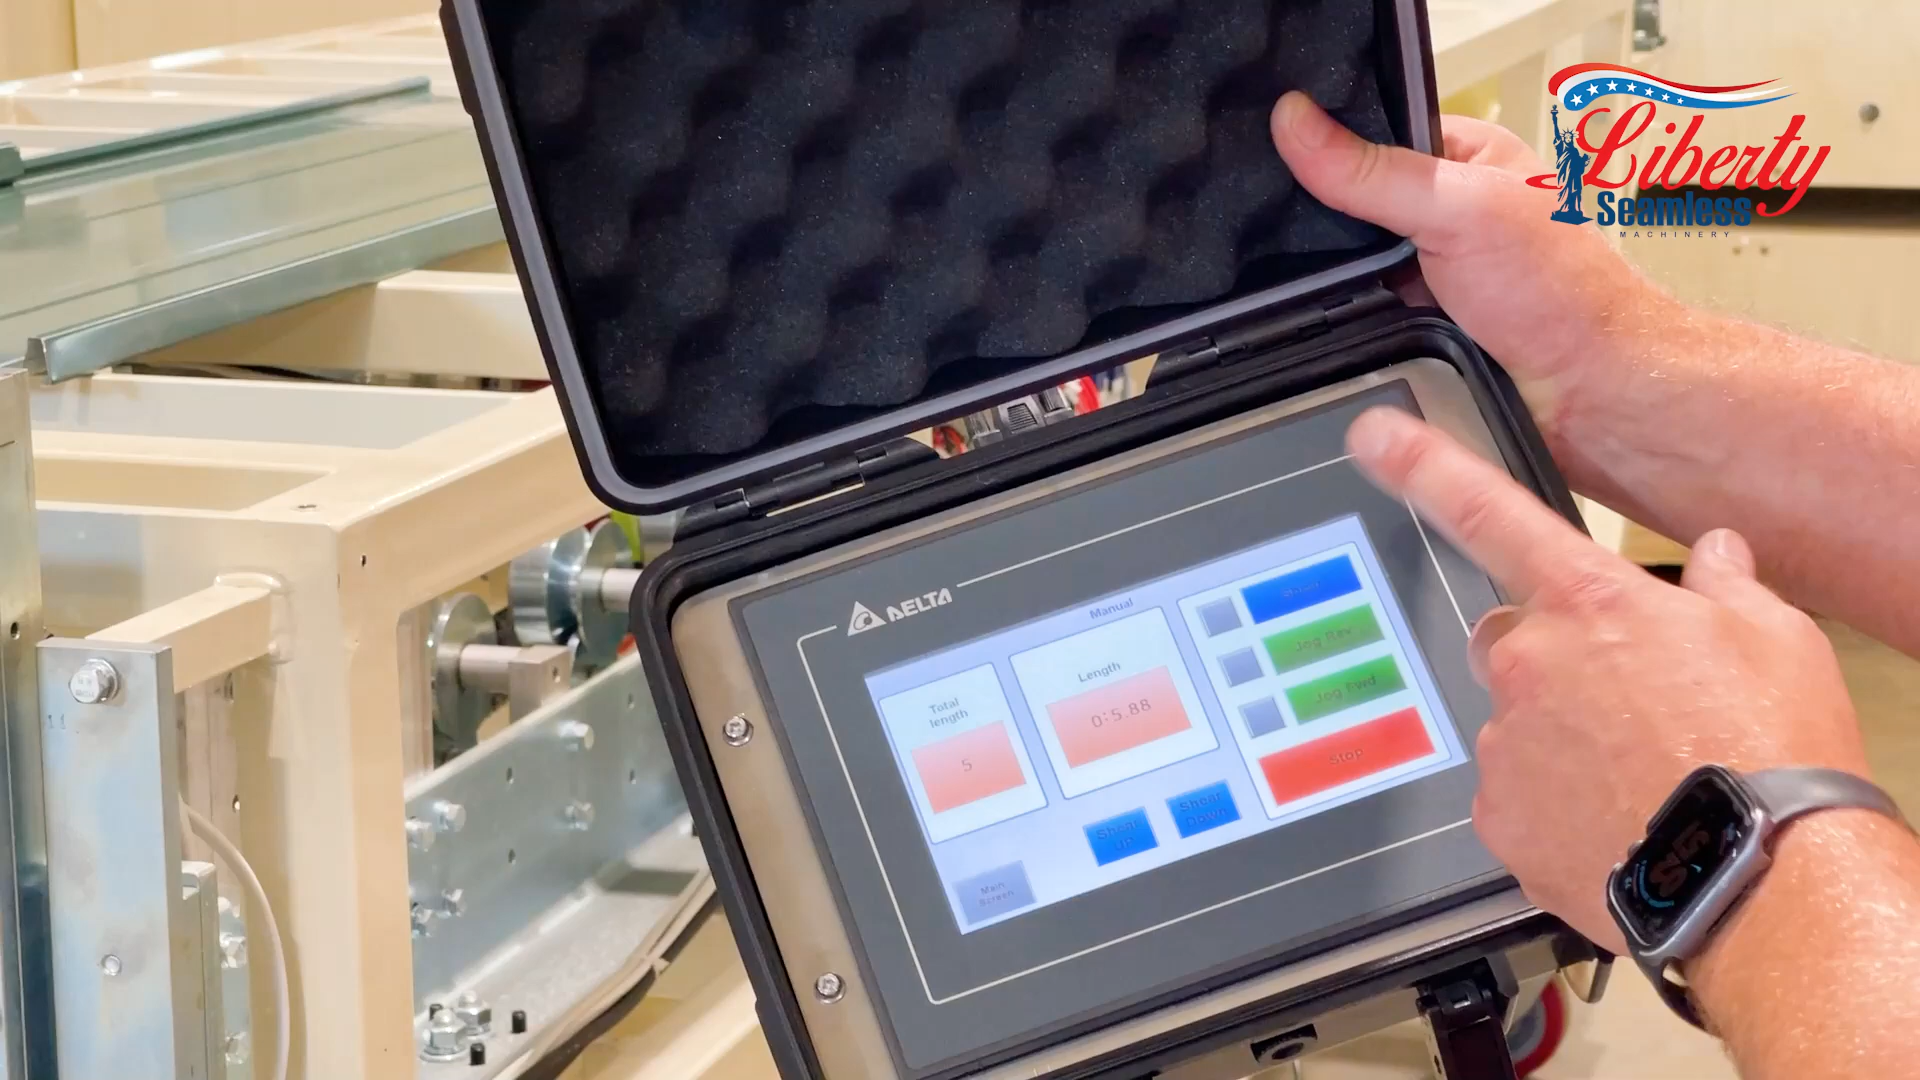 Liberty
Seamless
MACHINERY
DELTA
Manual
Total
length
5
Length
0:5.88
Shear
Jog Rev
Jog Fwd
Stop
Shear
Up
Shear
Down
Main
Screen